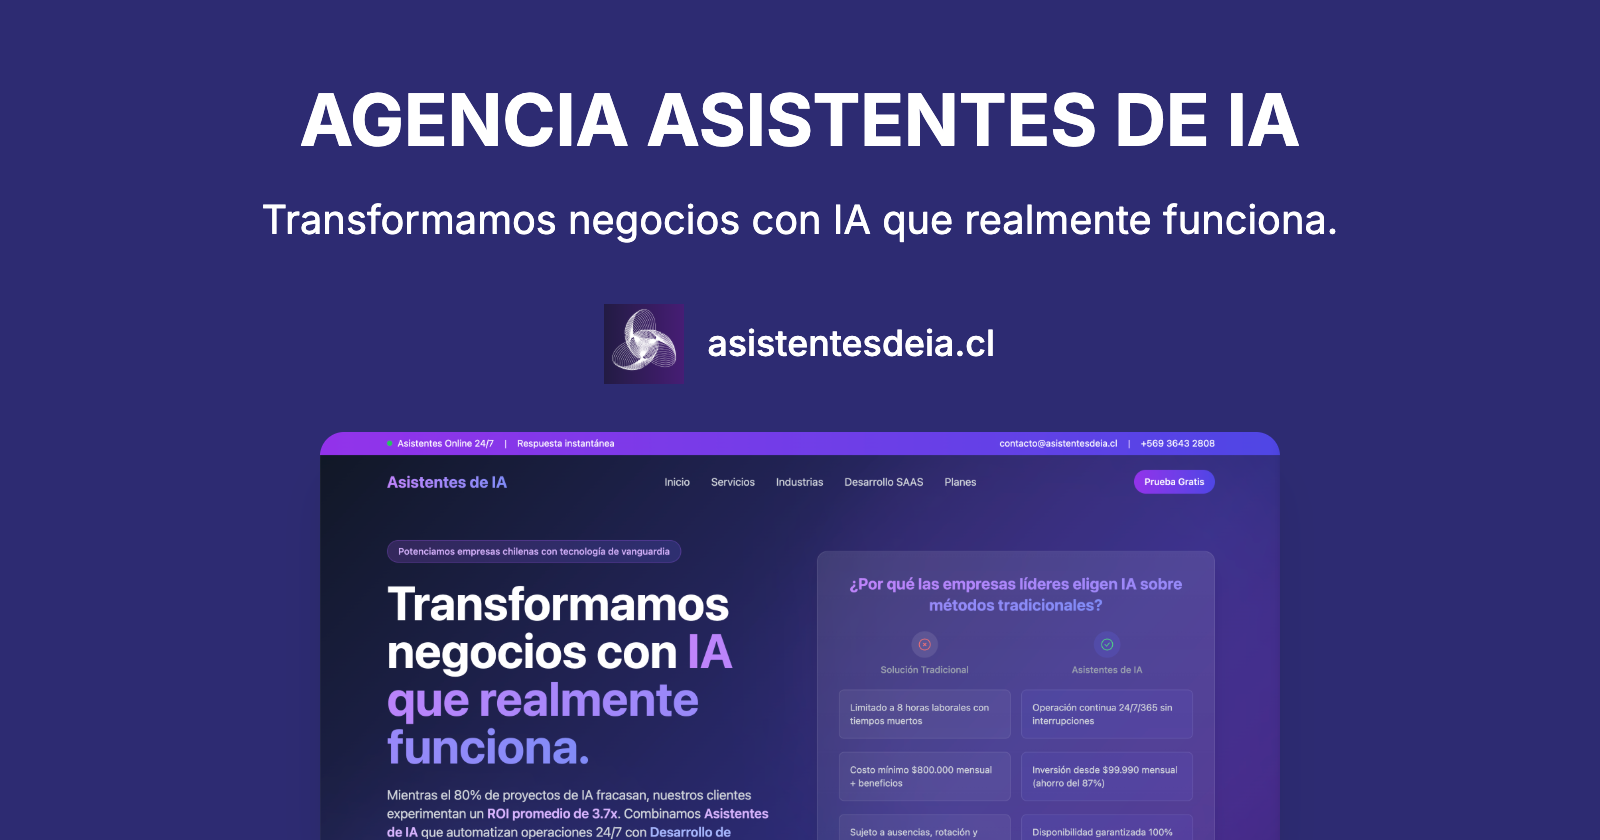 AGENCIA ASISTENTES DE IA
Transformamos negocios con IA que realmente funciona.
asistentesdeia.cl
Asistentes Online 24/7 | Respuesta instantánea
contacto@asistentesdeia.cl | +569 3643 2808
Asistentes de IA
Inicio Servicios Industrias Desarrollo SAAS Planes
Prueba Gratis
Potenciamos empresas chilenas con tecnología de vanguardia
Transformamos
negocios con IA
que realmente
funciona.
Mientras el 80% de proyectos de IA fracasan, nuestros clientes
experimentan un ROI promedio de 3.7x. Combinamos Asistentes
de IA que automatizan operaciones 24/7 con Desarrollo de
¿Por qué las empresas líderes eligen IA sobre
métodos tradicionales?
Solución Tradicional
Asistentes de IA
Limitado a 8 horas laborales con
tiempos muertos
Operación continua 24/7/365 sin
interrupciones
Costo mínimo $800.000 mensual
+ beneficios
Inversión desde $99.990 mensual
(ahorro del 87%)
Sujeto a ausencias, rotación y
Disponibilidad garantizada 100%